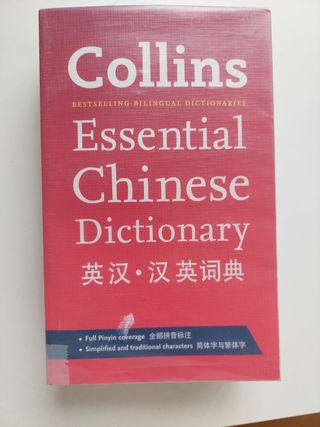 Collins
BESTSELLING BILINGUAL DICTIONARIES
Essential
Chinese
Dictionary
英汉·汉英词典
• Full Pinyin coverage 全部拼音标注
• Simplified and traditional characters 简体字与繁体字